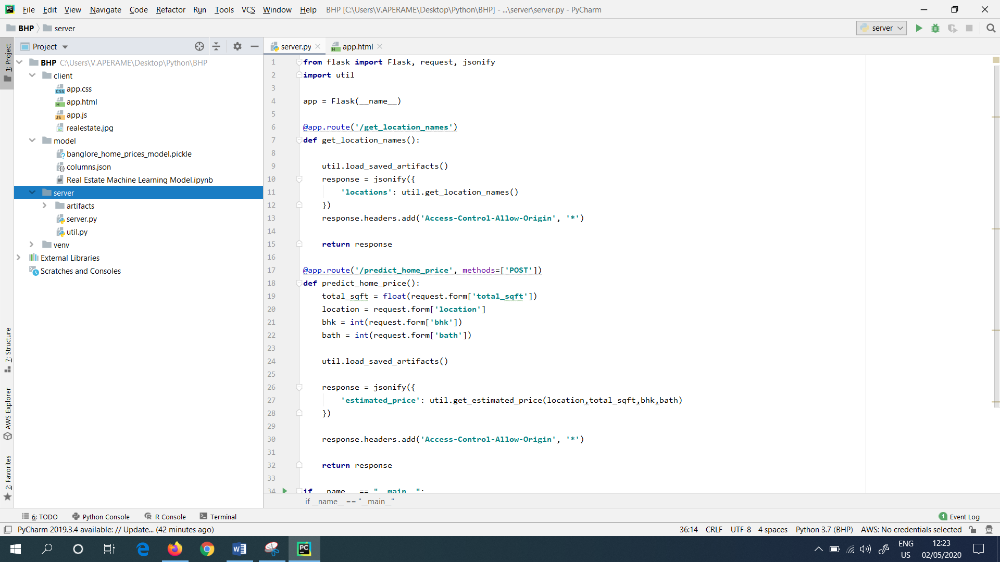 File Edit View Navigate Code Refactor Run Tools VCS Window Help BHP [C:\Users\V.APERAME\Desktop\Python\BHP] - ...\server\server.py - PyCharm
BHP server
server
Project
server.py
app.html
1: Project
7: Structure
AWS Explorer
2: Favorites
BHP C:\Users\V.APERAME\Desktop\Python\BHP
client
app.css
app.html
app.js
realestate.jpg
model
banglore_home_prices_model.pickle
columns.json
Real Estate Machine Learning Model.ipynb
server
artifacts
server.py
util.py
venv
External Libraries
Scratches and Consoles
1 from flask import Flask, request, jsonify
2 import util
3
4 app = Flask(__name__)
5
6 @app.route('/get_location_names')
7 def get_location_names():
8
9 util.load_saved_artifacts()
10 response = jsonify({
11 'locations': util.get_location_names()
12 })
13 response.headers.add('Access-Control-Allow-Origin', '*')
14
15 return response
16
17 @app.route('/predict_home_price', methods=['POST'])
18 def predict_home_price():
19 total_sqft = float(request.form['total_sqft'])
20 location = request.form['location']
21 bhk = int(request.form['bhk'])
22 bath = int(request.form['bath'])
23
24 util.load_saved_artifacts()
25
26 response = jsonify({
27 'estimated_price': util.get_estimated_price(location,total_sqft,bhk,bath)
28 })
29
30 response.headers.add('Access-Control-Allow-Origin', '*')
31
32 return response
33
34 if __name__ == "__main__":
if __name__ == "__main__"
6: TODO Python Console R Console Terminal
1 Event Log
PyCharm 2019.3.4 available: // Update... (42 minutes ago)
36:14 CRLF UTF-8 4 spaces Python 3.7 (BHP) AWS: No credentials selected
ENG
US
12:23
02/05/2020